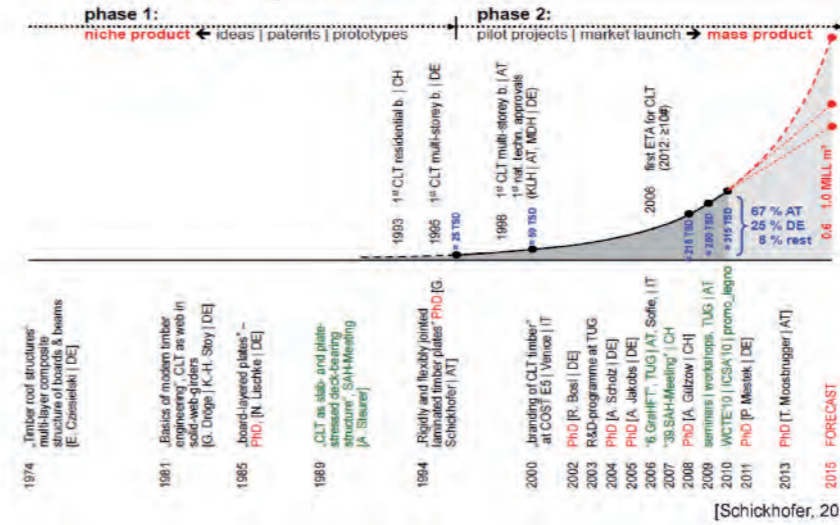 phase 1:
phase 2:
niche product ← ideas | patents | prototypes
pilot projects | market launch → mass product
1993 1st CLT residential b. | CH
1995 1st CLT multi-storey b. | DE
1998 1st CLT multi-storey b. | AT
1st nat. techn. approvals
(KLH | AT, MDH | DE)
2006 first ETA for CLT
(2012: ≥10#)
≈ 25 TSD
≈ 50 TSD
≈ 215 TSD
≈ 250 TSD
≈ 315 TSD
67 % AT
25 % DE
8 % rest
0.6 1.0 MILL m³
1974 „Timber roof structures“
multi-layer composite
structure of boards & beams
[E. Cziesielski | DE]
1981 „Basics of modern timber
engineering“, CLT as web in
solid-web-girders
[G. Dröge | K.-H. Stoy | DE]
1985 „board-layered plates“ –
PhD, [N. Lischke | DE]
1989 „CLT as slab- and plate-
stressed deck-bearing
structure“, SAH-Meeting
[A. Steurer]
1994 „Rigidly and flexibly jointed
laminated timber plates“ PhD [G.
Schickhofer | AT]
2000 „branding of CLT timber“
at COST E5 | Venice | IT
2002 PhD [R. Bosl | DE]
2003 R&D-programme at TUG
2004 PhD [A. Scholz | DE]
2005 PhD [A. Jakobs | DE]
2006 “6.GraHFT”, TUG | AT, Sofie, | IT
2007 “39.SAH-Meeting” | CH
2008 PhD [A. Gülzow | CH]
2009 seminars | workshops, TUG | AT
2010 WCTE'10 | ICSA'10 | promo_legno
2011 PhD [P. Mestek | DE]
2013 PhD [T. Moosbrugger | AT]
2015 FORECAST
[Schickhofer, 20